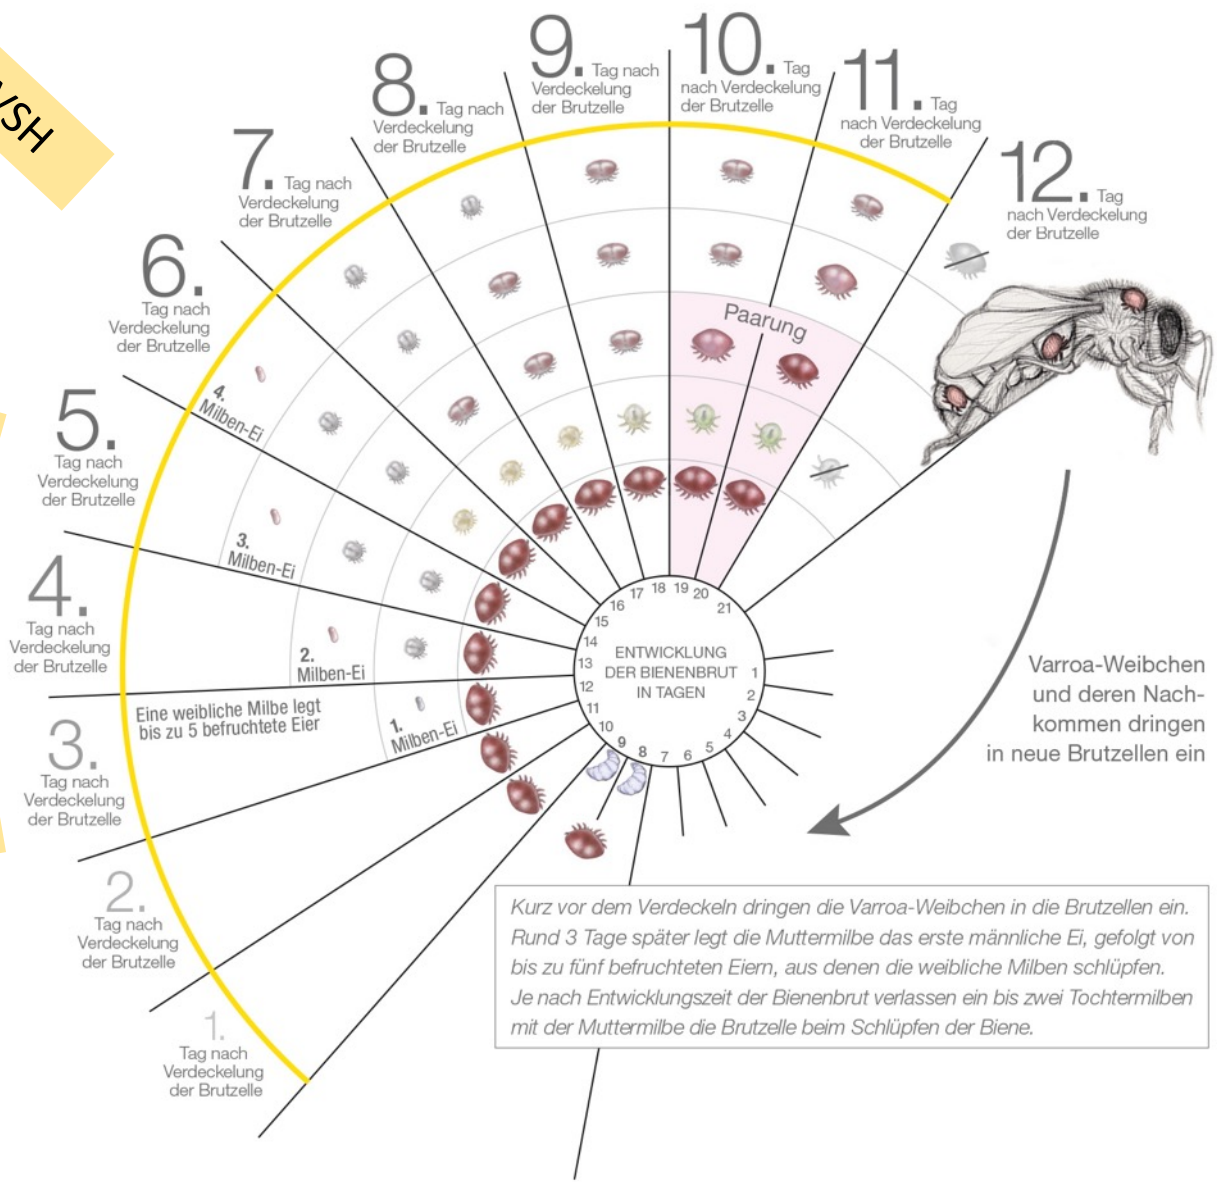 VSH
1.
Tag nach
Verdeckelung
der Brutzelle
2.
Tag nach
Verdeckelung
der Brutzelle
3.
Tag nach
Verdeckelung
der Brutzelle
4.
Tag nach
Verdeckelung
der Brutzelle
5.
Tag nach
Verdeckelung
der Brutzelle
6.
Tag nach
Verdeckelung
der Brutzelle
7. Tag nach
Verdeckelung
der Brutzelle
8. Tag nach
Verdeckelung
der Brutzelle
9. Tag nach
Verdeckelung
der Brutzelle
10. Tag
nach Verdeckelung
der Brutzelle
11. Tag
nach Verdeckelung
der Brutzelle
12. Tag
nach Verdeckelung
der Brutzelle
Paarung
4.
Milben-Ei
3.
Milben-Ei
2.
Milben-Ei
1.
Milben-Ei
Eine weibliche Milbe legt
bis zu 5 befruchtete Eier
ENTWICKLUNG
DER BIENENBRUT
IN TAGEN
1
2
3
4
5
6
7
8
9
10
11
12
13
14
15
16
17
18
19
20
21
Varroa-Weibchen
und deren Nach-
kommen dringen
in neue Brutzellen ein
Kurz vor dem Verdeckeln dringen die Varroa-Weibchen in die Brutzellen ein.
Rund 3 Tage später legt die Muttermilbe das erste männliche Ei, gefolgt von
bis zu fünf befruchteten Eiern, aus denen die weibliche Milben schlüpfen.
Je nach Entwicklungszeit der Bienenbrut verlassen ein bis zwei Tochtermilben
mit der Muttermilbe die Brutzelle beim Schlüpfen der Biene.